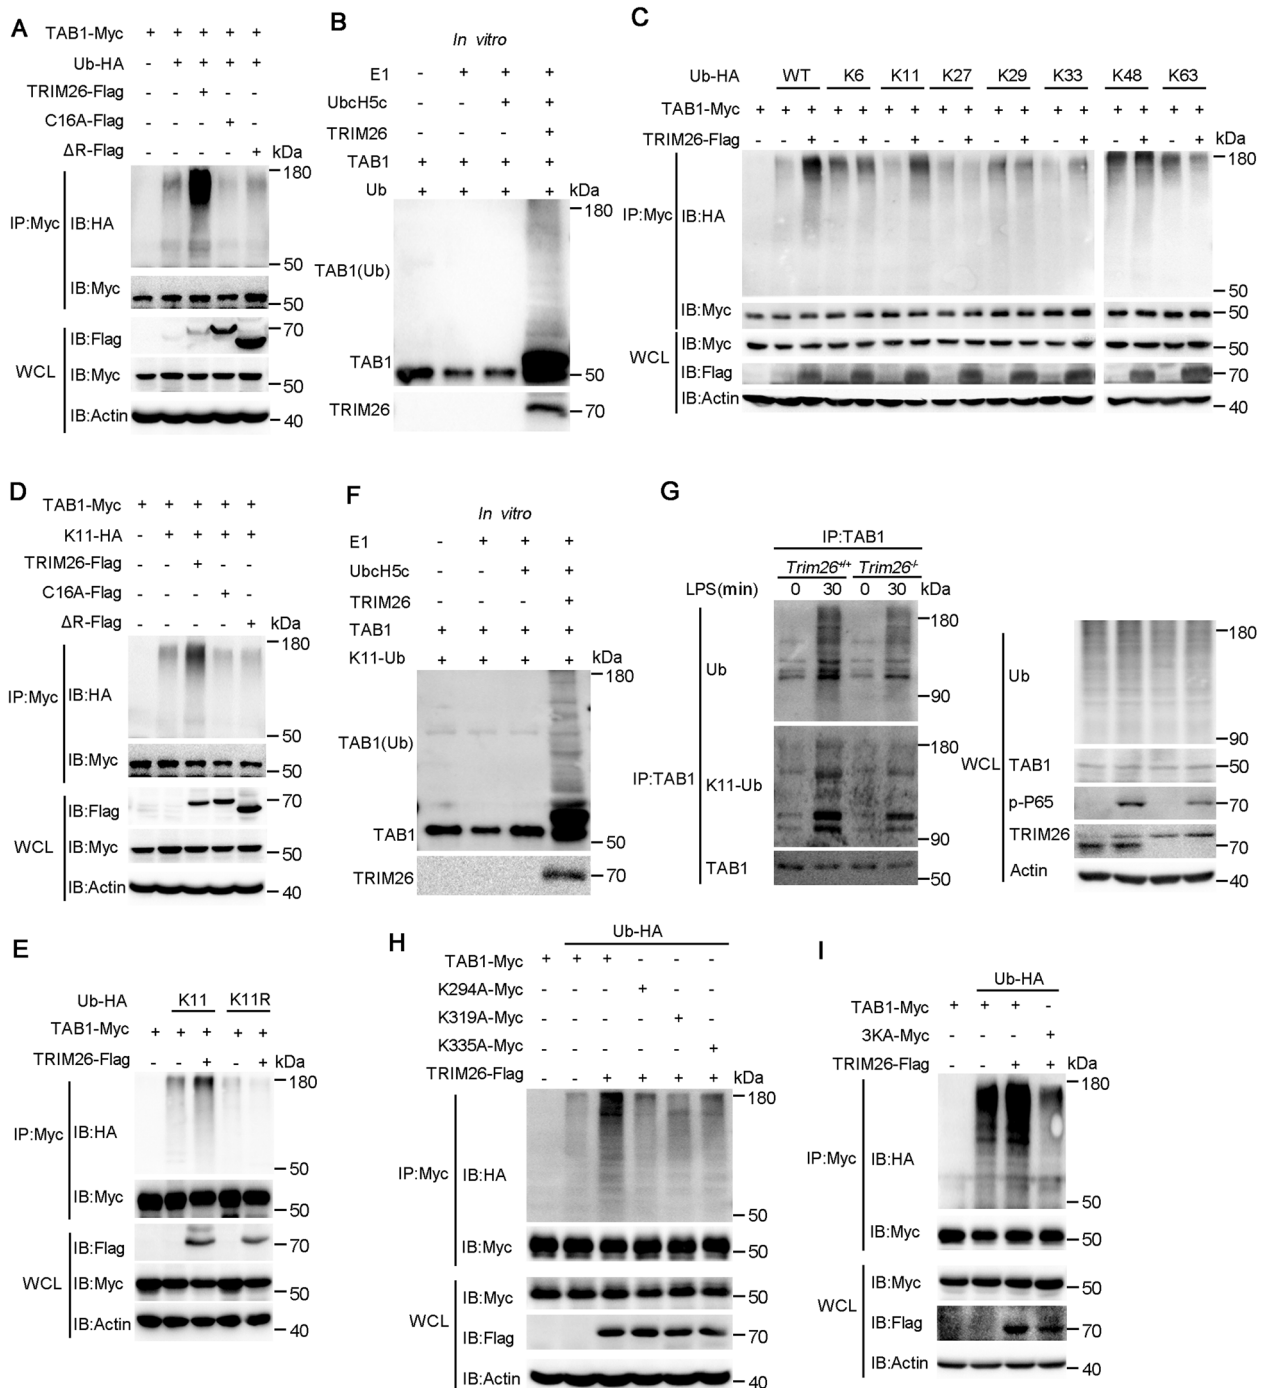 A
TAB1-Myc + + + + +
Ub-HA - + + + +
TRIM26-Flag - - + - -
C16A-Flag - - - + -
ΔR-Flag - - - - + kDa
IP:Myc IB:HA 180
50
IB:Myc 50
WCL IB:Flag 70
IB:Myc 50
IB:Actin 40
B
In vitro
E1 - + + +
UbcH5c - - + +
TRIM26 - - - +
TAB1 + + + +
Ub + + + + kDa
180
TAB1(Ub)
TAB1 50
TRIM26 70
C
Ub-HA WT K6 K11 K27 K29 K33 K48 K63
TAB1-Myc + + + + + + + + + + + + + + + + +
TRIM26-Flag - - + - + - + - + - + - + - + - + kDa
IP:Myc IB:HA 180
50
IB:Myc 50
WCL IB:Myc 50
IB:Flag 70
IB:Actin 40
D
TAB1-Myc + + + + +
K11-HA - + + + +
TRIM26-Flag - - + - -
C16A-Flag - - - + -
ΔR-Flag - - - - + kDa
IP:Myc IB:HA 180
50
IB:Myc 50
WCL IB:Flag 70
IB:Myc 50
IB:Actin 40
F
In vitro
E1 - + + +
UbcH5c - - + +
TRIM26 - - - +
TAB1 + + + +
K11-Ub + + + + kDa
180
TAB1(Ub)
TAB1 50
TRIM26 70
G
IP:TAB1
Trim26+/+ Trim26-/-
LPS(min) 0 30 0 30 kDa
IP:TAB1 Ub 180
90
K11-Ub 180
90
TAB1 50
WCL Ub 180
90
TAB1 50
p-P65 70
TRIM26 70
Actin 40
E
Ub-HA K11 K11R
TAB1-Myc + + + + +
TRIM26-Flag - - + - + kDa
IP:Myc IB:HA 180
50
IB:Myc 50
WCL IB:Flag 70
IB:Myc 50
IB:Actin 40
H
Ub-HA
TAB1-Myc + + + - - -
K294A-Myc - - - + - -
K319A-Myc - - - - + -
K335A-Myc - - - - - +
TRIM26-Flag - - + + + + kDa
IP:Myc IB:HA 180
50
IB:Myc 50
WCL IB:Myc 50
IB:Flag 70
IB:Actin 40
I
Ub-HA
TAB1-Myc + + + -
3KA-Myc - - - +
TRIM26-Flag - - + + kDa
IP:Myc IB:HA 180
50
IB:Myc 50
WCL IB:Myc 50
IB:Flag 70
IB:Actin 40